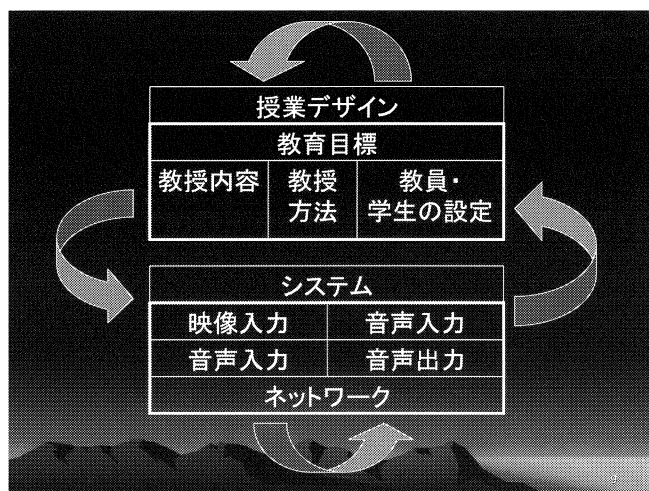 授業デザイン
教育目標
教授内容
教授
方法
教員・
学生の設定
システム
映像入力
音声入力
音声入力
音声出力
ネットワーク